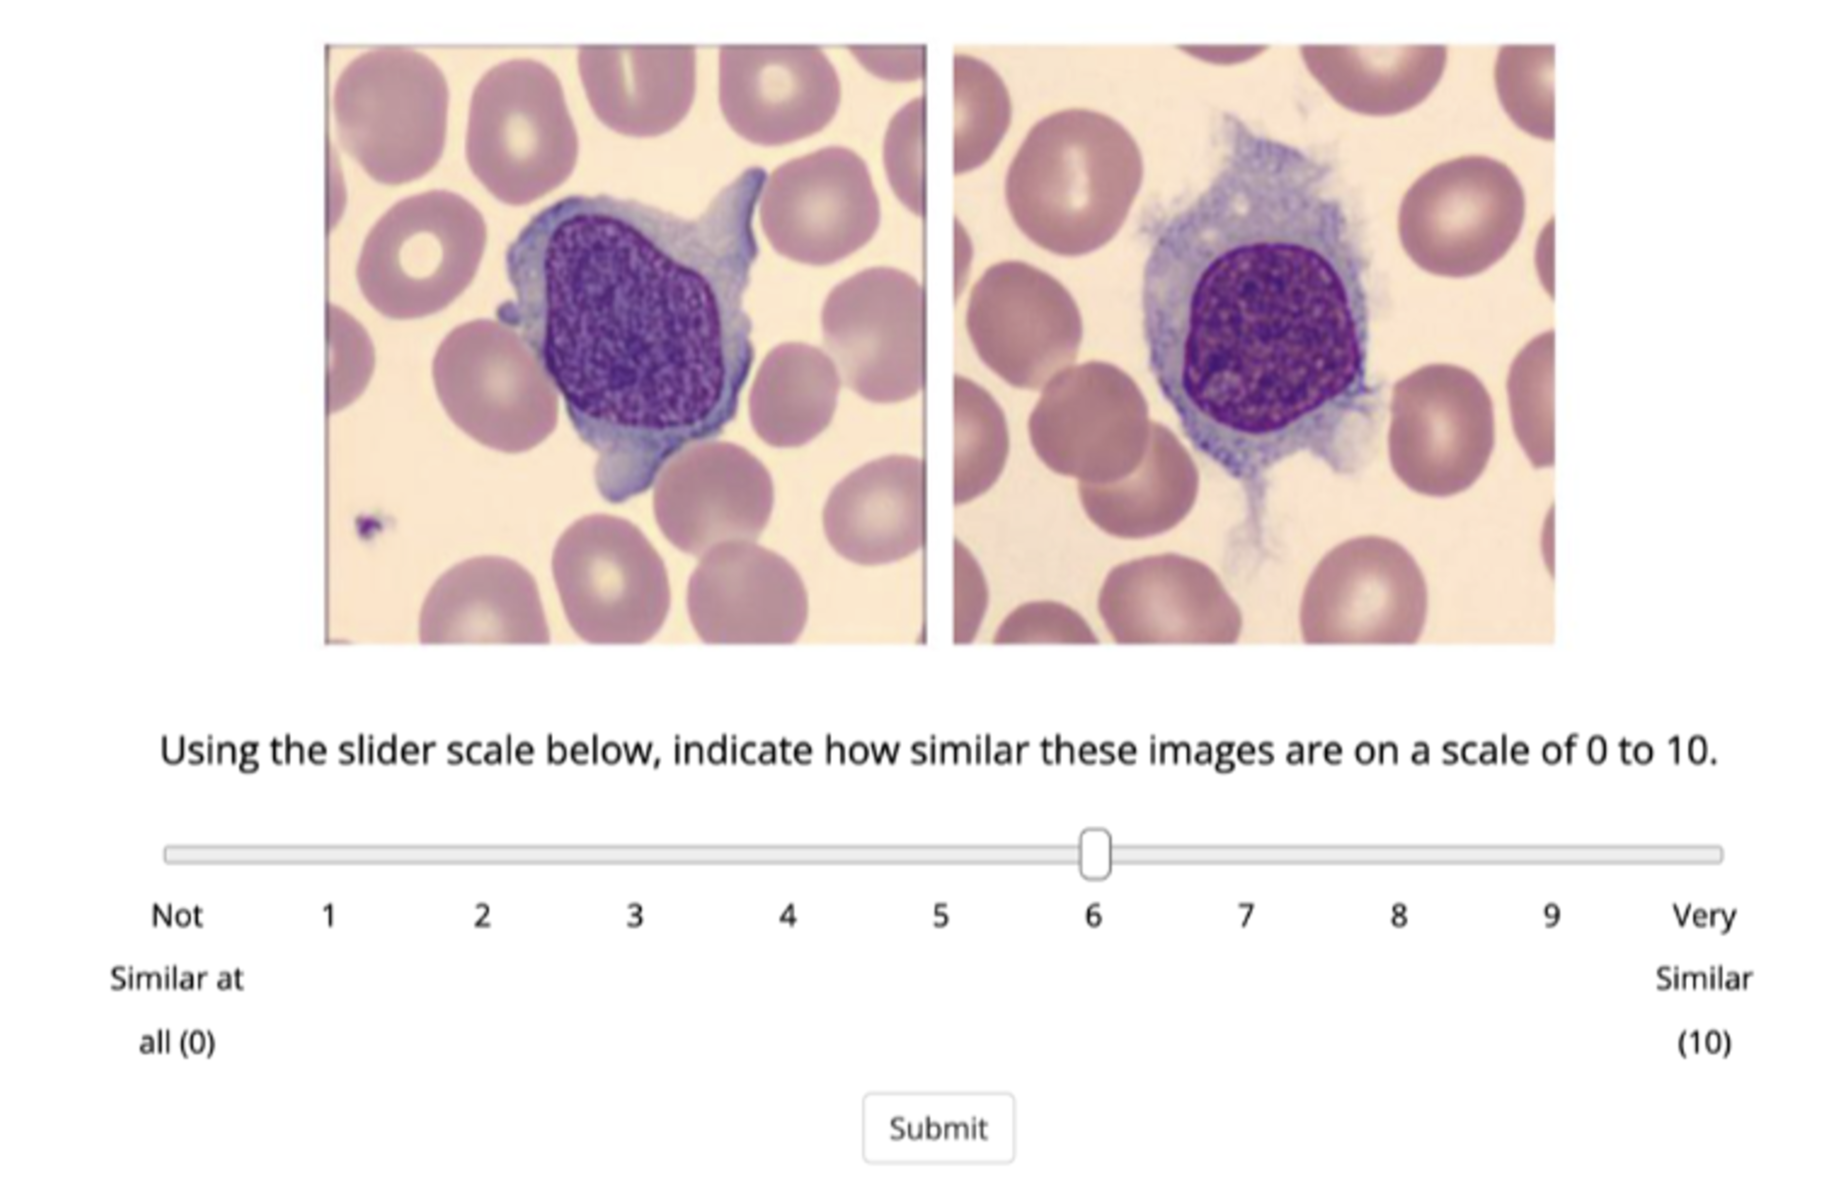 Using the slider scale below, indicate how similar these images are on a scale of 0 to 10.
Not 1 2 3 4 5 6 7 8 9 Very
Similar at Similar
all (0) (10)
Submit